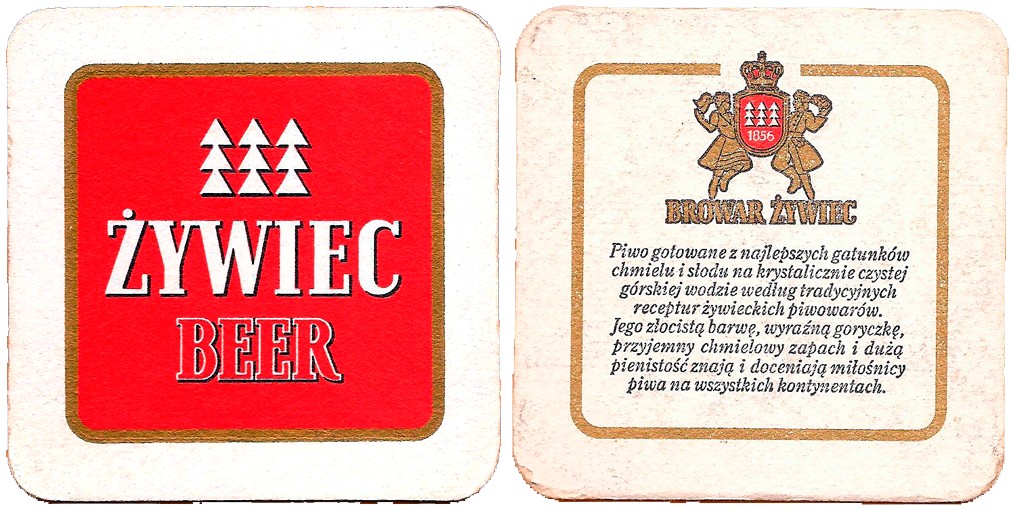 ŻYWIEC
BEER
1856
BROWAR ŻYWIEC
Piwo gotowane z najlepszych gatunków
chmielu i słodu na krystalicznie czystej
górskiej wodzie według tradycyjnych
receptur żywieckich piwowarów.
Jego złocistą barwę, wyraźną goryczkę,
przyjemny chmielowy zapach i dużą
pienistość znają i doceniają miłośnicy
piwa na wszystkich kontynentach.